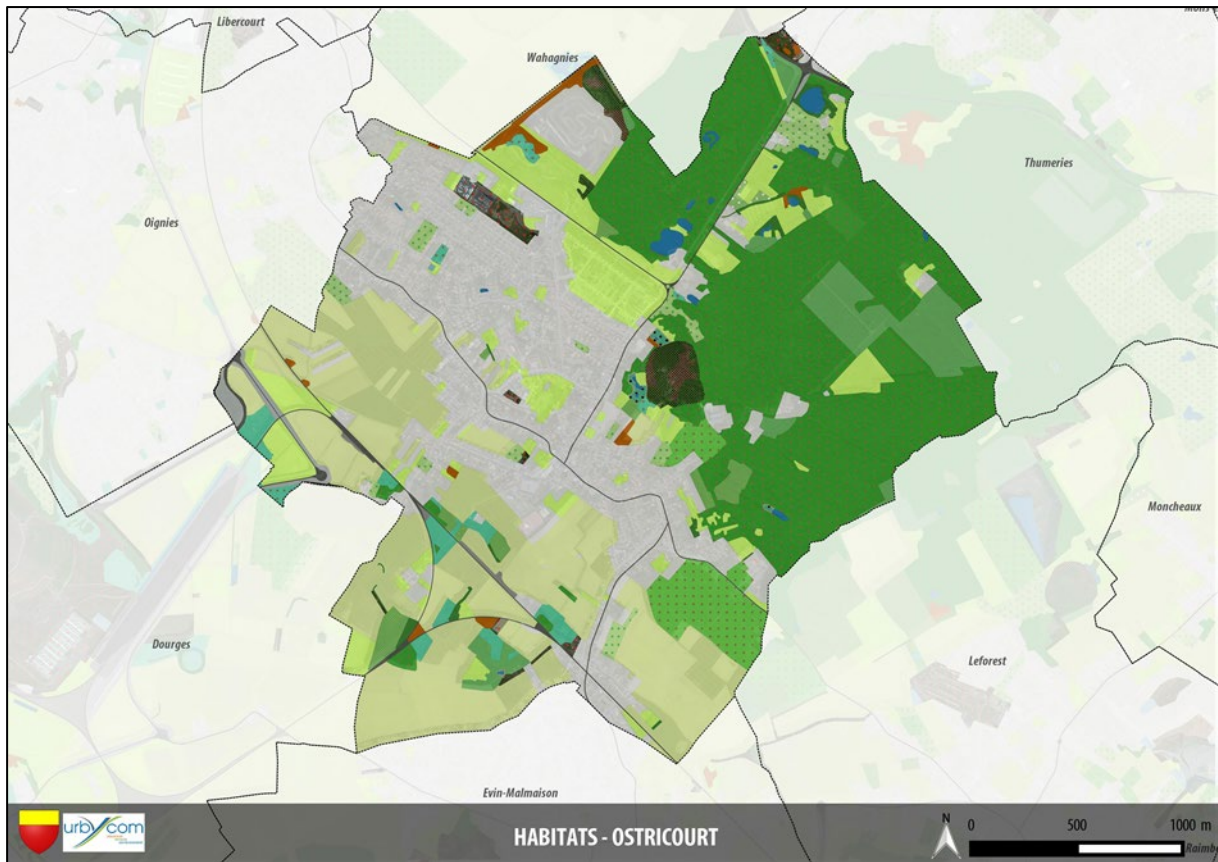 Libercourt
Wahagnies
Thumeries
Oignies
Moncheaux
Dourges
Leforest
Evin-Malmaison
urbycom
HABITATS - OSTRICOURT
N
0 500 1000 m